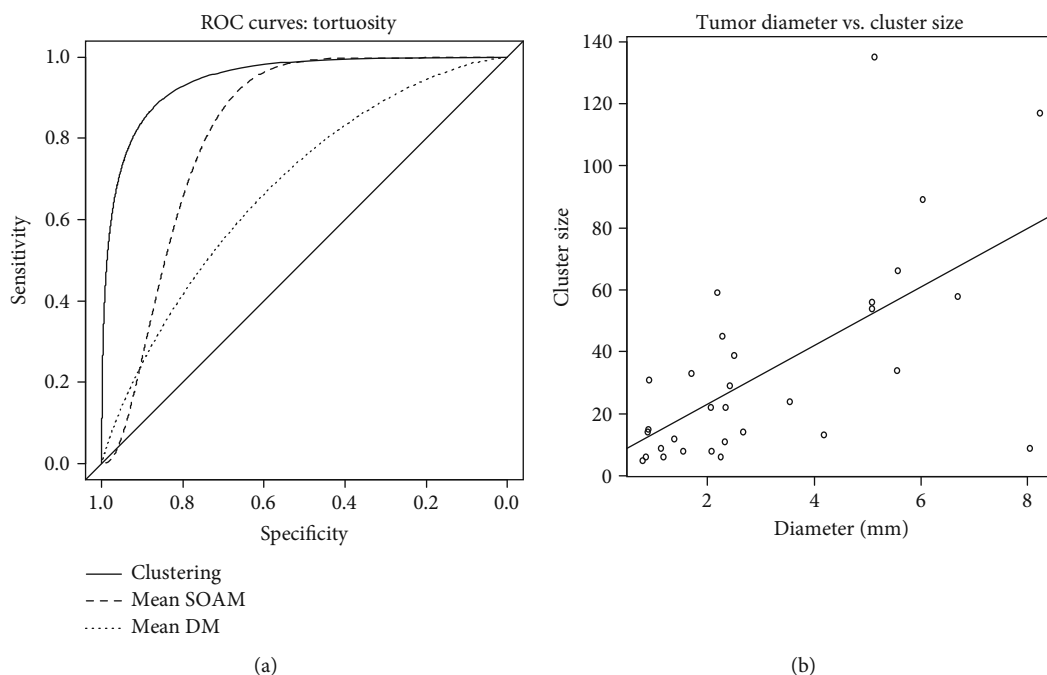 ROC curves: tortuosity
1.0
0.8
0.6
0.4
0.2
0.0
Sensitivity
1.0 0.8 0.6 0.4 0.2 0.0
Specificity
Clustering
Mean SOAM
Mean DM
(a)
Tumor diameter vs. cluster size
140
120
100
80
60
40
20
0
Cluster size
2 4 6 8
Diameter (mm)
(b)